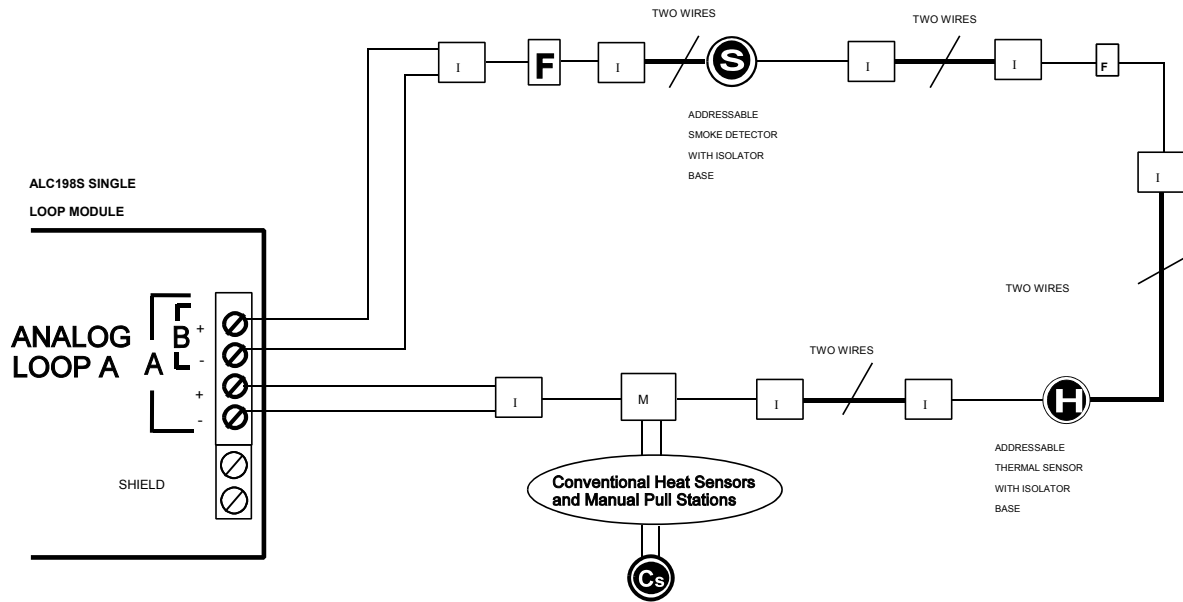 TWO WIRES
TWO WIRES
I
F
I
S
I
I
F
ADDRESSABLE
SMOKE DETECTOR
WITH ISOLATOR
BASE
I
ALC198S SINGLE
LOOP MODULE
TWO WIRES
ANALOG
LOOP A
A
B
+
-
+
-
SHIELD
TWO WIRES
I
M
I
I
H
ADDRESSABLE
THERMAL SENSOR
WITH ISOLATOR
BASE
Conventional Heat Sensors
and Manual Pull Stations
Cs